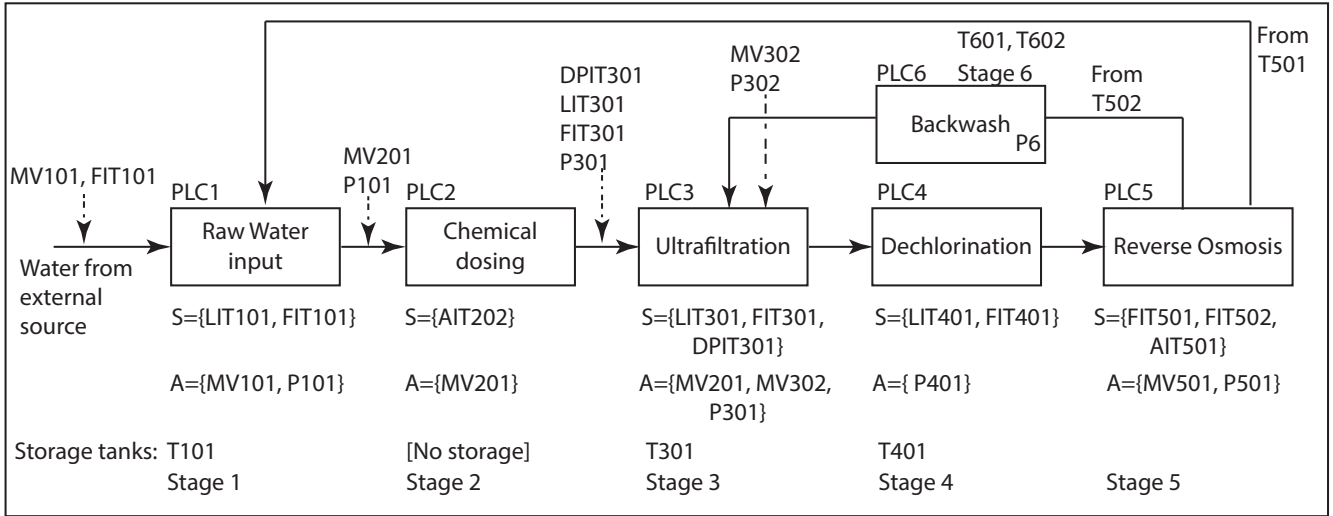 T601, T602
From
T501
MV302
P302
PLC6
Stage 6
From
T502
DPIT301
LIT301
FIT301
P301
Backwash
P6
MV101, FIT101
MV201
P101
PLC1
PLC2
PLC3
PLC4
PLC5
Raw Water
input
Chemical
dosing
Ultrafiltration
Dechlorination
Reverse Osmosis
Water from
external
source
S={LIT101, FIT101}
S={AIT202}
S={LIT301, FIT301,
DPIT301}
S={LIT401, FIT401}
S={FIT501, FIT502,
AIT501}
A={MV101, P101}
A={MV201}
A={MV201, MV302,
P301}
A={ P401}
A={MV501, P501}
Storage tanks:
T101
[No storage]
T301
T401
Stage 1
Stage 2
Stage 3
Stage 4
Stage 5